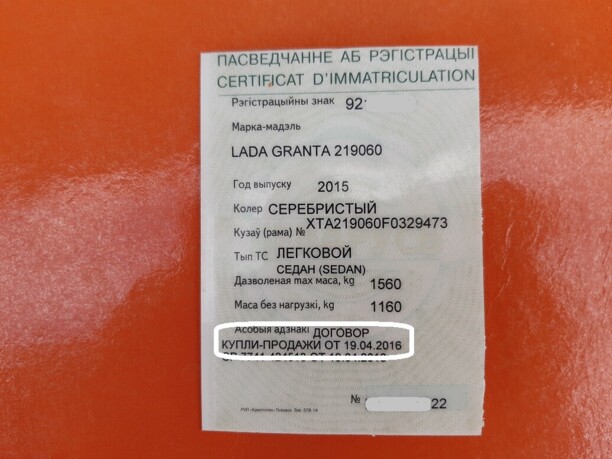 ПАСВЕДЧАННЕ АБ РЭГІСТРАЦЫІ
CERTIFICAT D'IMMATRICULATION
Рэгістрацыйны знак 92
Марка-мадэль
LADA GRANTA 219060
Год выпуску 2015
Колер СЕРЕБРИСТЫЙ
Кузаў (рама) № XTA219060F0329473
Тып ТС ЛЕГКОВОЙ
СЕДАН (SEDAN)
Дазволеная max маса, kg 1560
Маса без нагрузкі, kg 1160
Асобыя адзнакі ДОГОВОР
КУПЛИ-ПРОДАЖИ ОТ 19.04.2016
№ 22